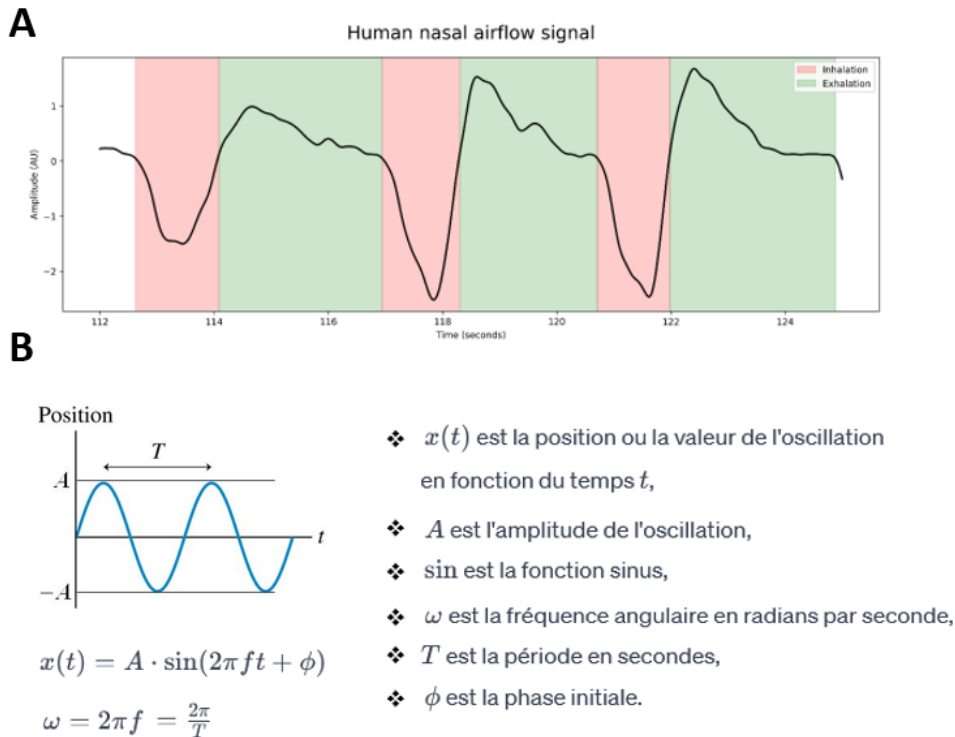 A
Human nasal airflow signal
Inhalation
Exhalation
Amplitude (AU)
1
0
−1
−2
112
114
116
118
120
122
124
Time (seconds)
B
Position
T
A
t
−A
x(t) = A · sin(2πft + ϕ)
ω = 2πf = 2π/T
❖ x(t) est la position ou la valeur de l'oscillation
en fonction du temps t,
❖ A est l'amplitude de l'oscillation,
❖ sin est la fonction sinus,
❖ ω est la fréquence angulaire en radians par seconde,
❖ T est la période en secondes,
❖ ϕ est la phase initiale.